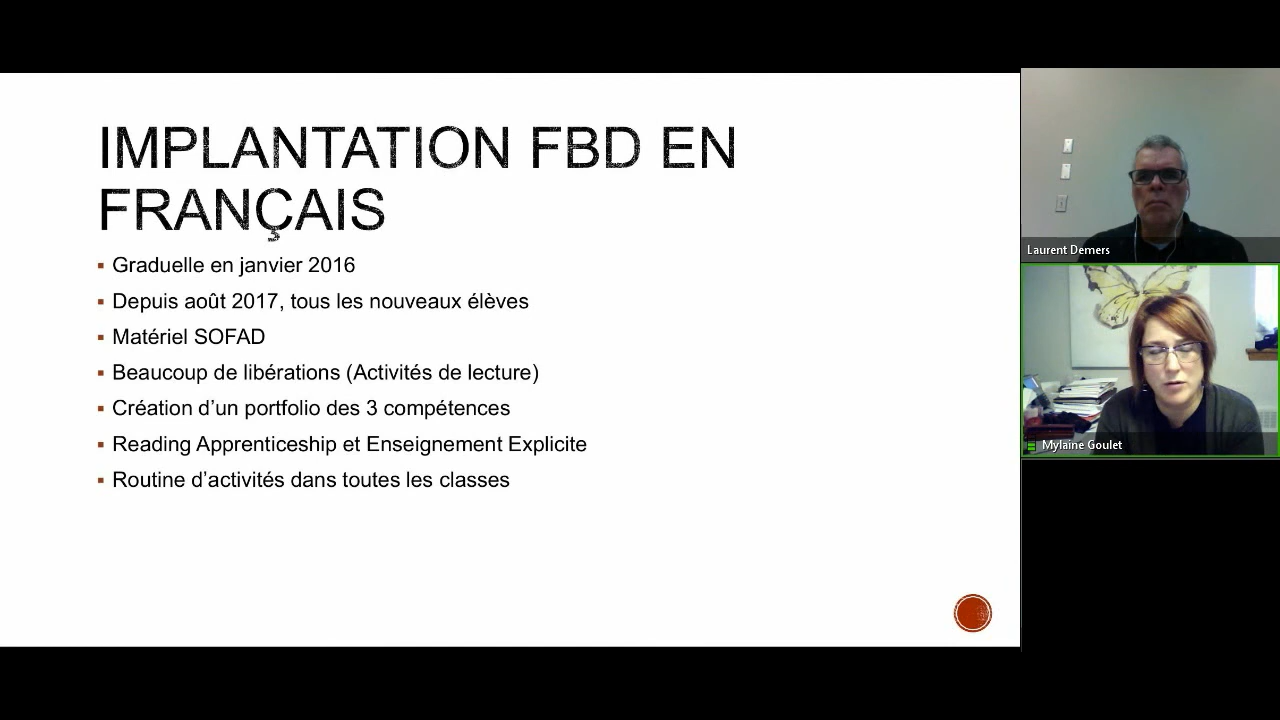 IMPLANTATION FBD EN
FRANÇAIS
Graduelle en janvier 2016
Depuis août 2017, tous les nouveaux élèves
Matériel SOFAD
Beaucoup de libérations (Activités de lecture)
Création d’un portfolio des 3 compétences
Reading Apprenticeship et Enseignement Explicite
Routine d’activités dans toutes les classes
Laurent Demers
Mylaine Goulet